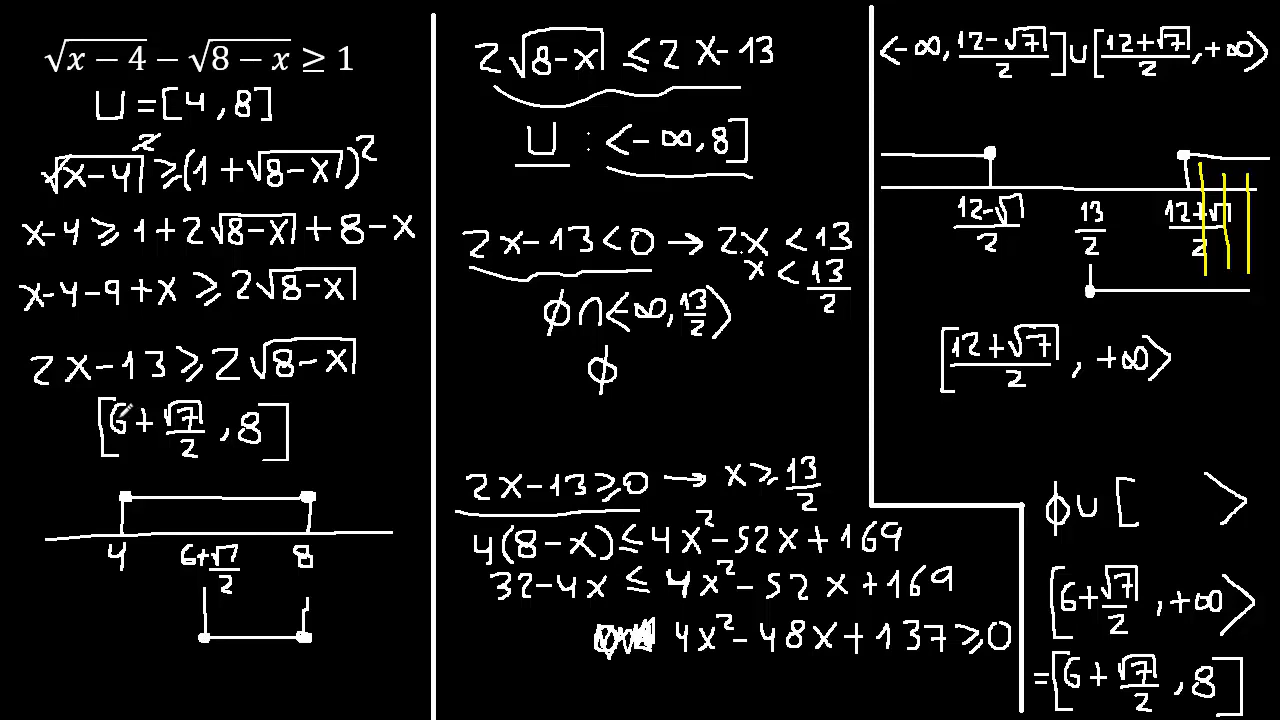 √(x−4) − √(8−x) ≥ 1
U = [4, 8]
√(x−4)² ≥ (1 + √(8−x))²
x−4 ≥ 1 + 2√(8−x) + 8−x
x−4−9+x ≥ 2√(8−x)
2x−13 ≥ 2√(8−x)
[6 + √7/2, 8]
4 6+√7/2 8
2√(8−x) ≤ 2x−13
U : <−∞, 8]
2x−13 < 0 → 2x < 13
x < 13/2
ϕ ∩ <−∞, 13/2>
ϕ
2x−13 ≥ 0 → x ≥ 13/2
4(8−x) ≤ 4x²−52x+169
32−4x ≤ 4x²−52x+169
4x²−48x+137 ≥ 0
<−∞, (12−√7)/2] ∪ [(12+√7)/2, +∞>
(12−√7)/2 13/2 (12+√7)/2
[(12+√7)/2, +∞>
ϕ ∪ [ >
[6 + √7/2, +∞>
= [6 + √7/2, 8]